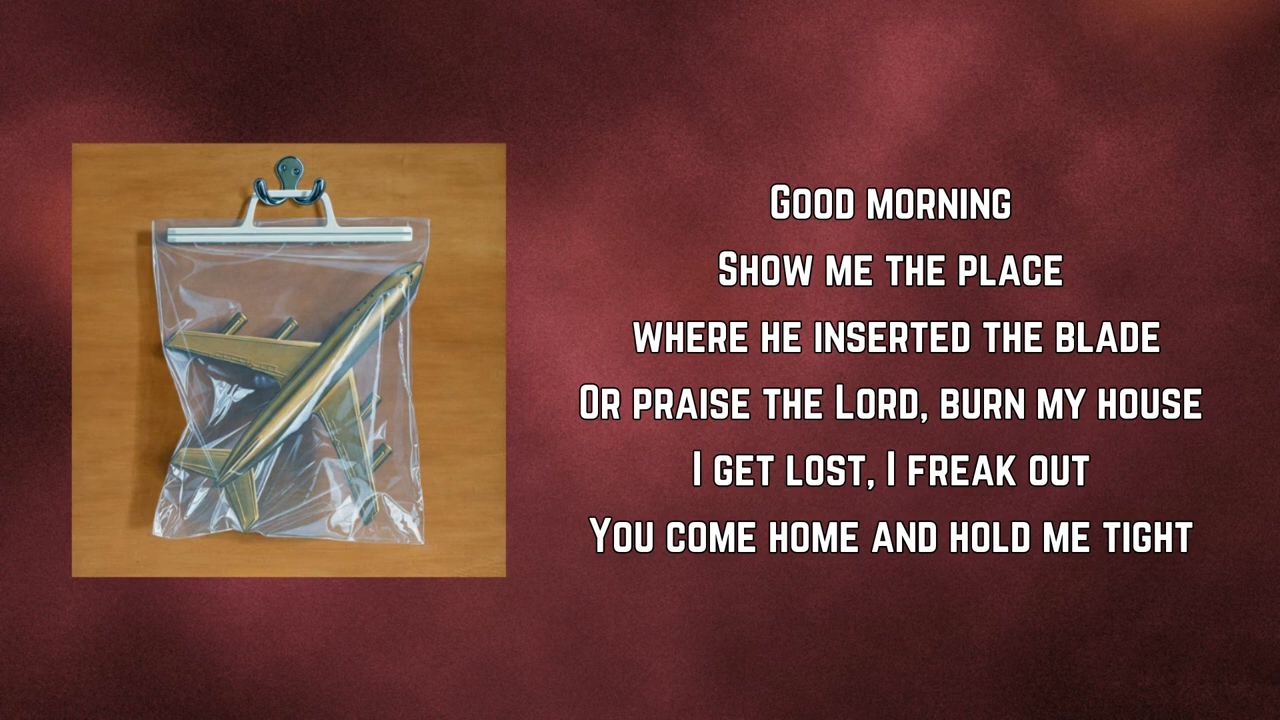 Good morning
Show me the place
where he inserted the blade
Or praise the Lord, burn my house
I get lost, I freak out
You come home and hold me tight